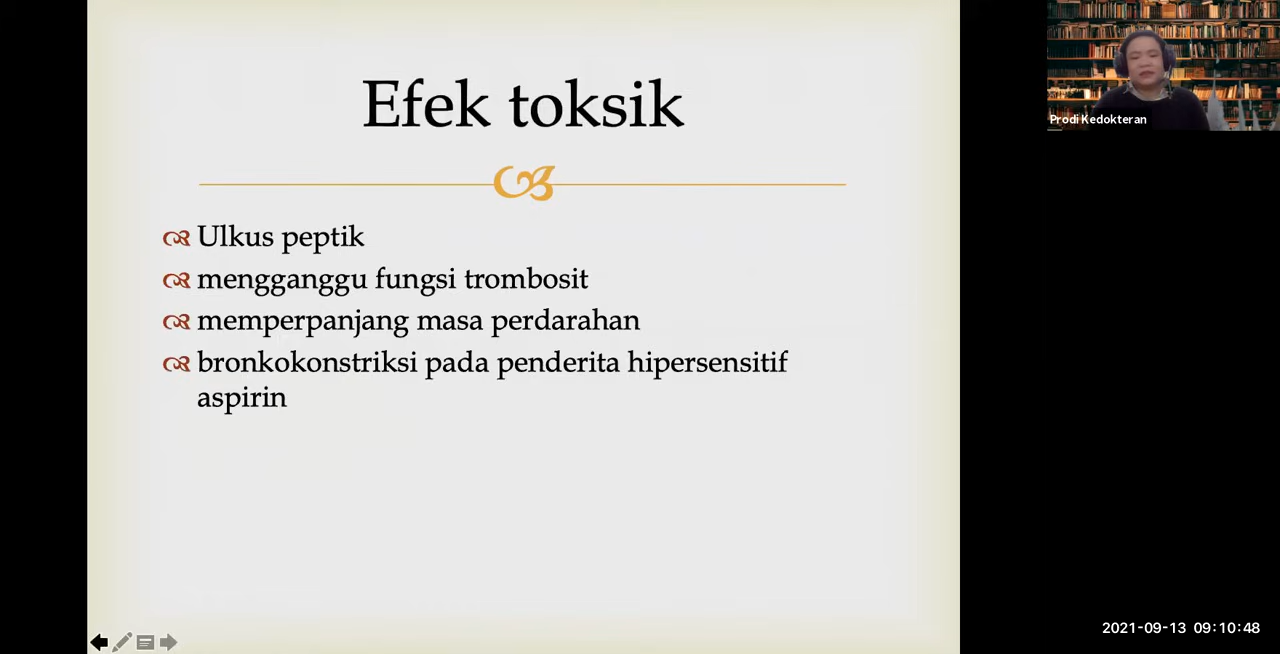 Efek toksik
Ulkus peptik
mengganggu fungsi trombosit
memperpanjang masa perdarahan
bronkokonstriksi pada penderita hipersensitif
aspirin
Prodi Kedokteran
2021-09-13 09:10:48